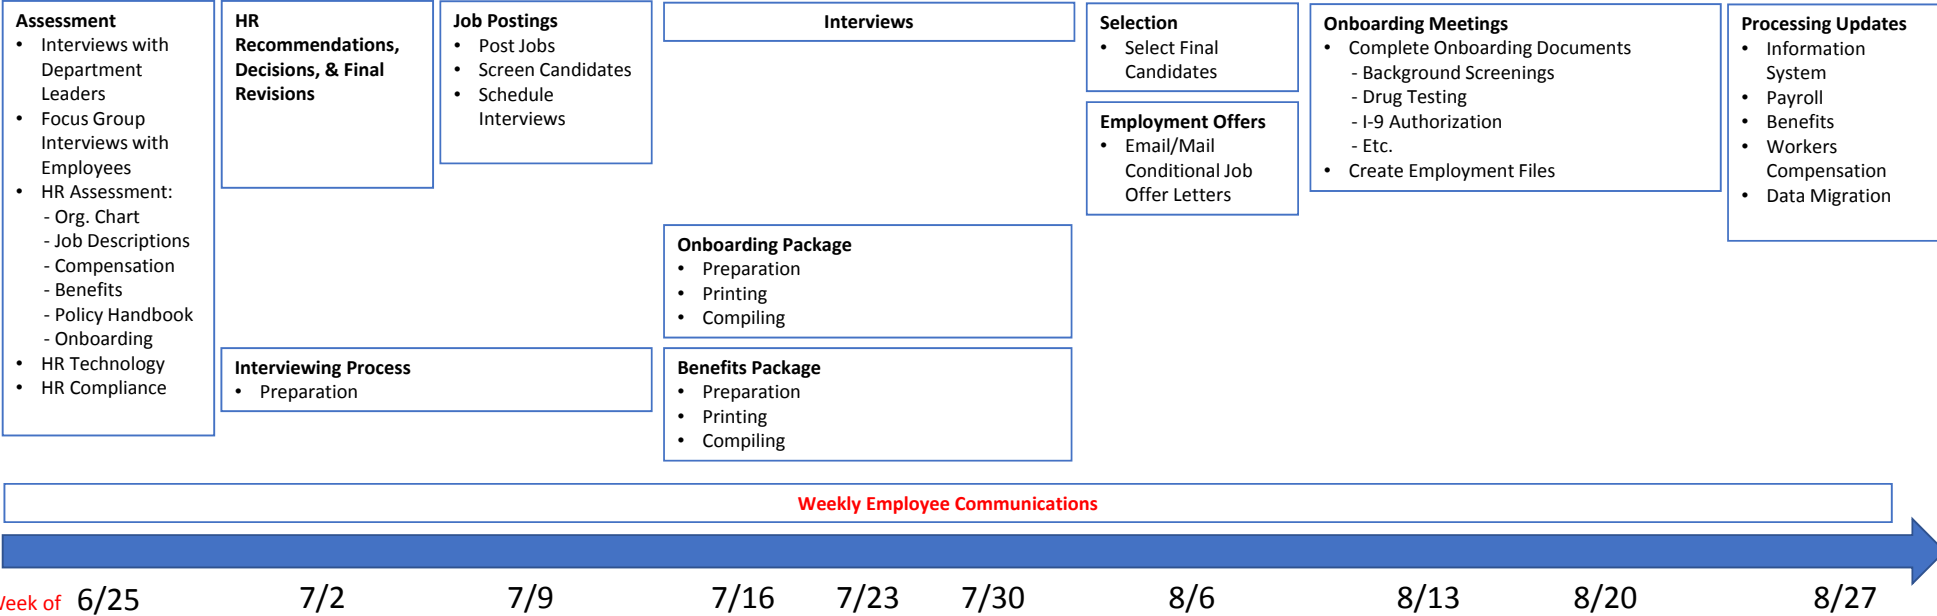 Assessment
• Interviews with
Department
Leaders
• Focus Group
Interviews with
Employees
• HR Assessment:
- Org. Chart
- Job Descriptions
- Compensation
- Benefits
- Policy Handbook
- Onboarding
• HR Technology
• HR Compliance
HR
Recommendations,
Decisions, & Final
Revisions
Job Postings
• Post Jobs
• Screen Candidates
• Schedule
Interviews
Interviewing Process
• Preparation
Interviews
Onboarding Package
• Preparation
• Printing
• Compiling
Benefits Package
• Preparation
• Printing
• Compiling
Selection
• Select Final
Candidates
Employment Offers
• Email/Mail
Conditional Job
Offer Letters
Onboarding Meetings
• Complete Onboarding Documents
- Background Screenings
- Drug Testing
- I-9 Authorization
- Etc.
• Create Employment Files
Processing Updates
• Information
System
• Payroll
• Benefits
• Workers
Compensation
• Data Migration
Weekly Employee Communications
Week of 6/25 7/2 7/9 7/16 7/23 7/30 8/6 8/13 8/20 8/27